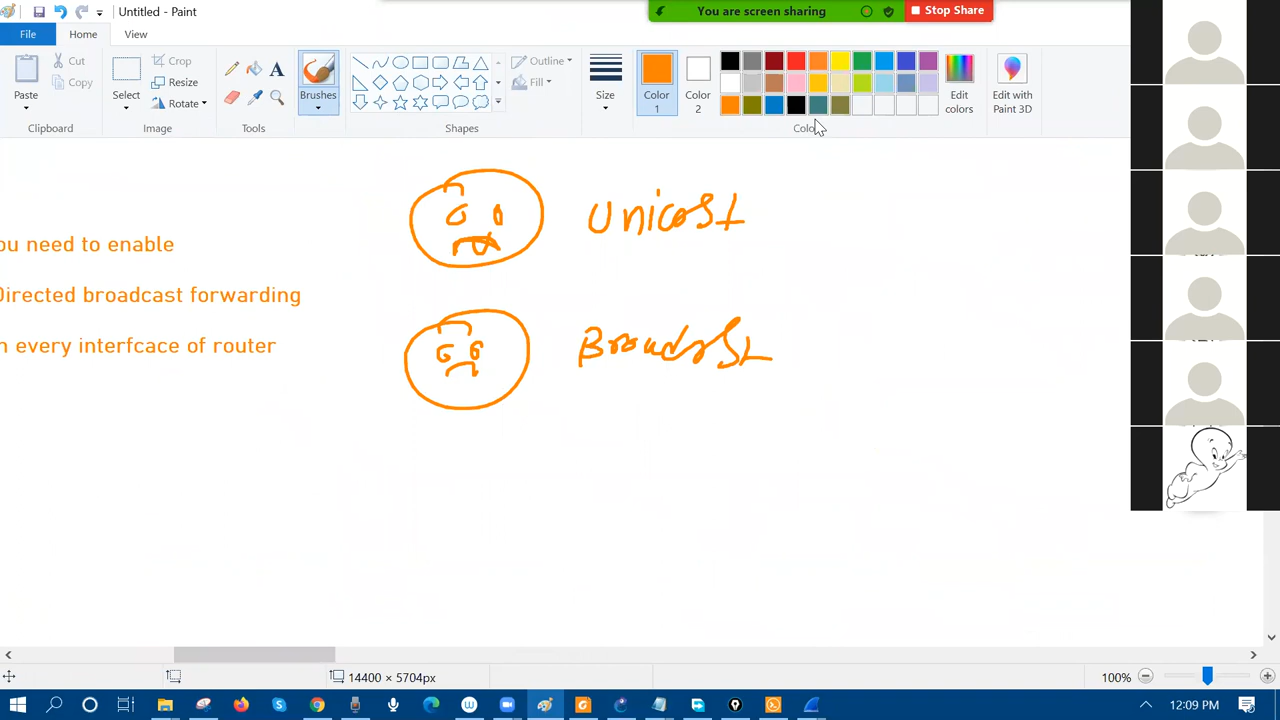 Untitled - Paint
You are screen sharing
Stop Share
File
Home
View
Paste
Cut
Copy
Clipboard
Select
Crop
Resize
Rotate
Image
Tools
Brushes
Shapes
Outline
Fill
Size
Color 1
Color 2
Edit colors
Edit with Paint 3D
ou need to enable
Directed broadcast forwarding
n every interfcace of router
Unicast
14400 × 5704px
100%
12:09 PM